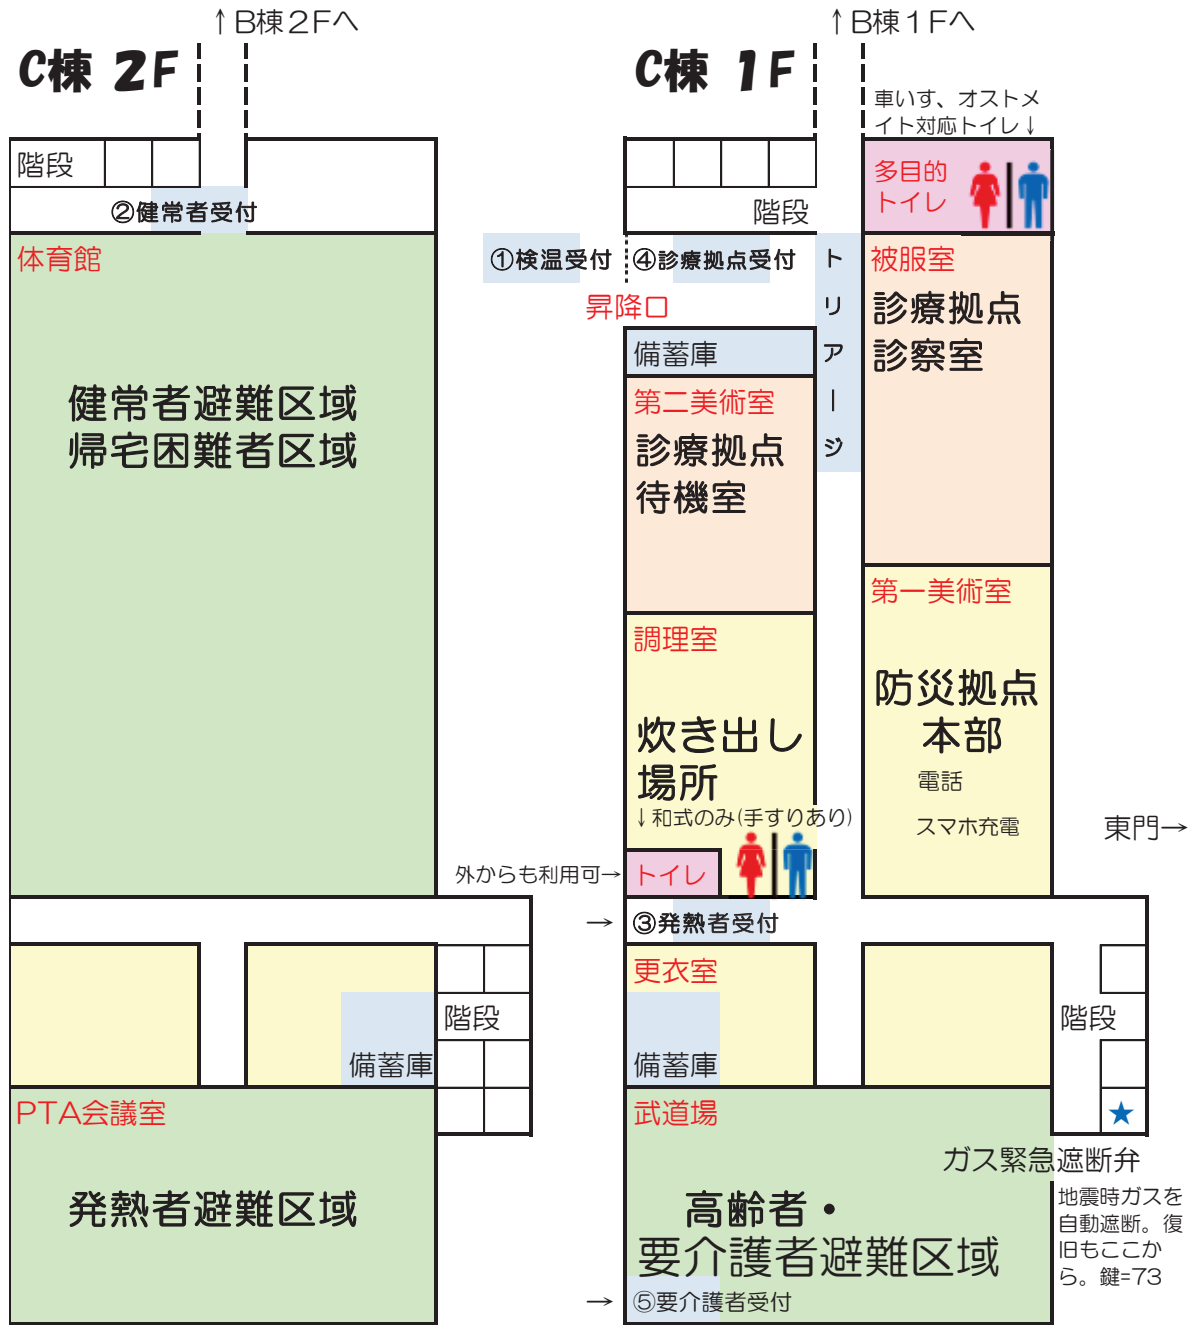 ↑B棟２Fへ
C棟 2F
階段
②健常者受付
体育館
健常者避難区域
帰宅困難者区域
備蓄庫
階段
PTA会議室
発熱者避難区域
↑B棟１Fへ
C棟 1F
車いす、オストメ
イト対応トイレ↓
多目的
トイレ
階段
①検温受付
④診療拠点受付
トリアージ
昇降口
被服室
診療拠点
診察室
備蓄庫
第二美術室
診療拠点
待機室
第一美術室
防災拠点
本部
電話
スマホ充電
東門→
調理室
炊き出し
場所
↓和式のみ(手すりあり)
外からも利用可→
トイレ
→ ③発熱者受付
更衣室
備蓄庫
階段
★
ガス緊急遮断弁
地震時ガスを
自動遮断。復
旧もここか
ら。鍵=73
武道場
高齢者・
要介護者避難区域
→ ⑤要介護者受付